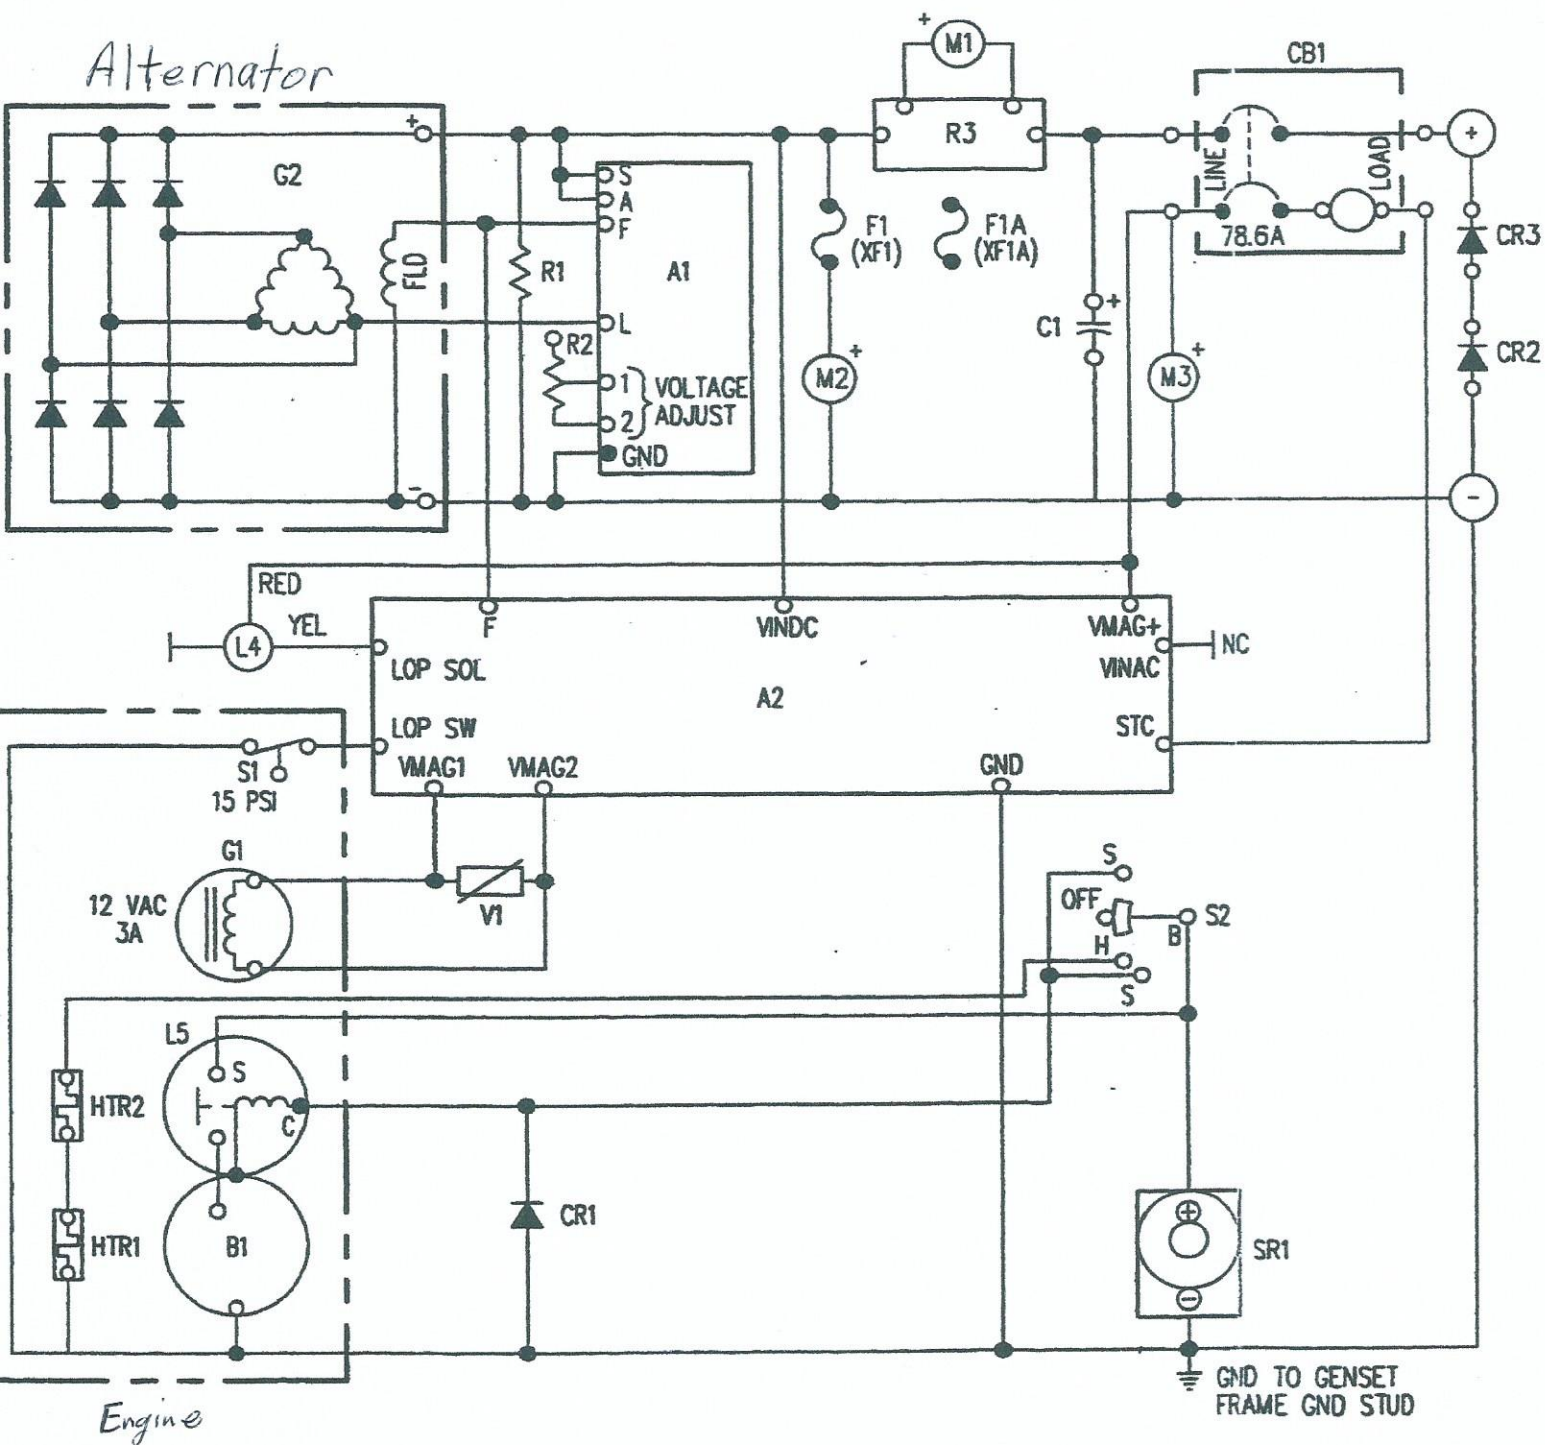 Alternator
+
M1
CB1
+
G2
R3
LINE
LOAD
+
S
A
F
FLD
R1
A1
F1
(XF1)
F1A
(XF1A)
78.6A
CR3
L
R2
C1
+
1
2
VOLTAGE
ADJUST
M2
+
M3
+
CR2
GND
-
-
RED
YEL
L4
F
VINDC
VMAG+
LOP SOL
VINAC
NC
A2
LOP SW
STC
VMAG1
VMAG2
GND
S1
15 PSI
G1
12 VAC
3A
V1
S
OFF
S2
B
H
S
L5
S
C
HTR2
HTR1
B1
CR1
+
SR1
-
GND TO GENSET
FRAME GND STUD
Engine